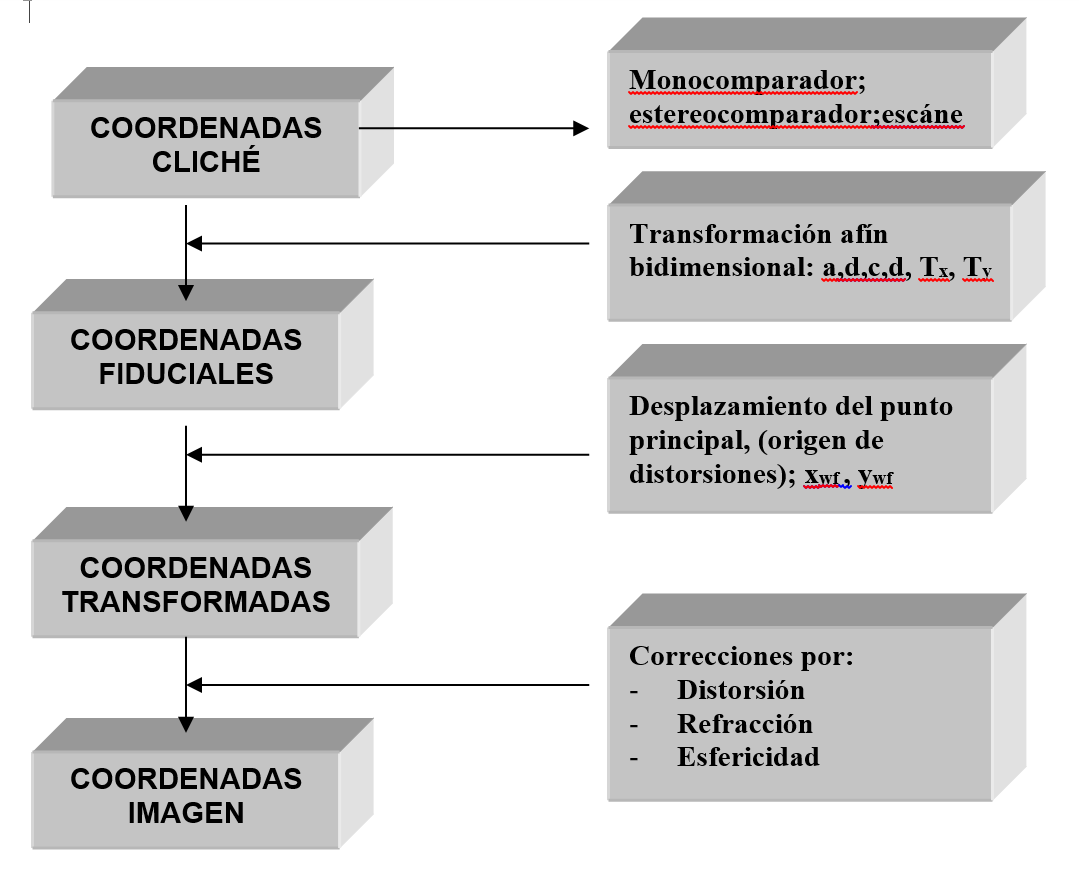 COORDENADAS
CLICHÉ
Monocomparador;
estereocomparador;escáne
Transformación afín
bidimensional: a,d,c,d, Tx, Ty
COORDENADAS
FIDUCIALES
Desplazamiento del punto
principal, (origen de
distorsiones); xwf , ywf
COORDENADAS
TRANSFORMADAS
Correcciones por:
- Distorsión
- Refracción
- Esfericidad
COORDENADAS
IMAGEN